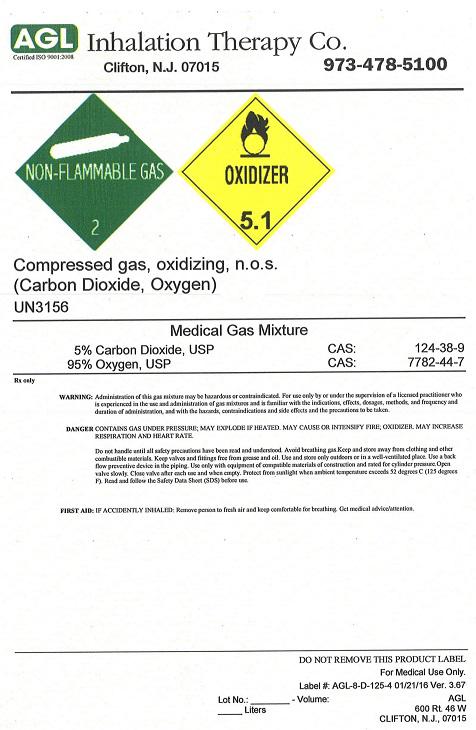 AGL Inhalation Therapy Co.
Certified ISO 9001:2008
Clifton, N.J. 07015 973-478-5100
NON-FLAMMABLE GAS
2
OXIDIZER
5.1
Compressed gas, oxidizing, n.o.s.
(Carbon Dioxide, Oxygen)
UN3156
Medical Gas Mixture
5% Carbon Dioxide, USP CAS: 124-38-9
95% Oxygen, USP CAS: 7782-44-7
Rx only
WARNING: Administration of this gas mixture may be hazardous or contraindicated. For use only by or under the supervision of a licensed practitioner who
is experienced in the use and administration of gas mixtures and is familiar with the indications, effects, dosages, methods, and frequency and
duration of administration, and with the hazards, contraindications and side effects and the precautions to be taken.
DANGER CONTAINS GAS UNDER PRESSURE; MAY EXPLODE IF HEATED. MAY CAUSE OR INTENSIFY FIRE; OXIDIZER. MAY INCREASE
RESPIRATION AND HEART RATE.
Do not handle until all safety precautions have been read and understood. Avoid breathing gas.Keep and store away from clothing and other
combustible materials. Keep valves and fittings free from grease and oil. Use and store only outdoors or in a well-ventilated place. Use a back
flow preventive device in the piping. Use only with equipment of compatible materials of construction and rated for cylinder pressure.Open
valve slowly. Close valve after each use and when empty. Protect from sunlight when ambient temperature exceeds 52 degrees C (125 degrees
F). Read and follow the Safety Data Sheet (SDS) before use.
FIRST AID: IF ACCIDENTLY INHALED: Remove person to fresh air and keep comfortable for breathing. Get medical advice/attention.
DO NOT REMOVE THIS PRODUCT LABEL
For Medical Use Only.
Label #: AGL-8-D-125-4 01/21/16 Ver. 3.67
Lot No.: ________ - Volume: AGL
_____ Liters 600 Rt. 46 W
CLIFTON, N.J., 07015